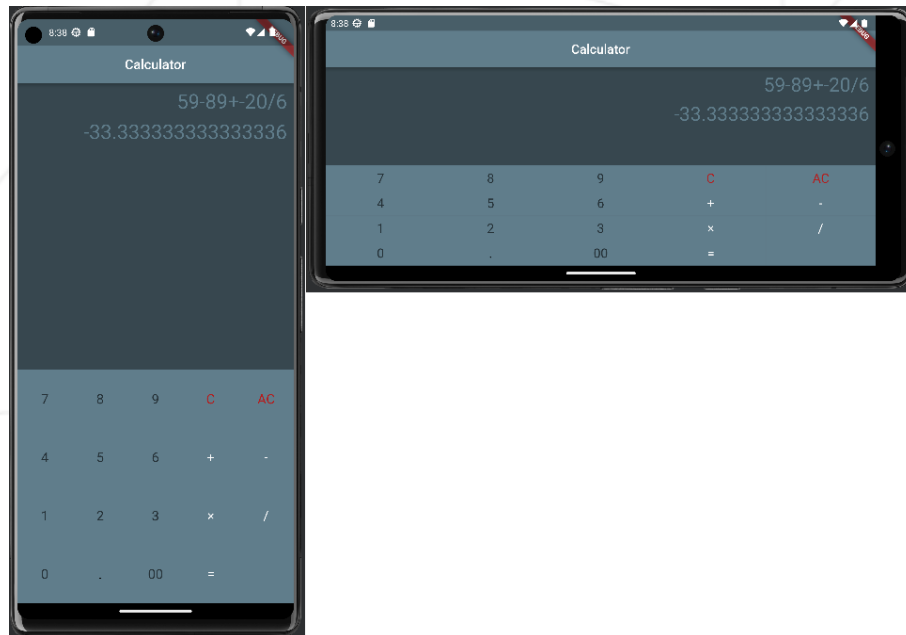 8:38
DEBUG
Calculator
59-89+-20/6
-33.333333333333336
7 8 9 C AC
4 5 6 + -
1 2 3 × /
0 . 00 =
8:38
DEBUG
Calculator
59-89+-20/6
-33.333333333333336
7 8 9 C AC
4 5 6 + -
1 2 3 × /
0 . 00 =